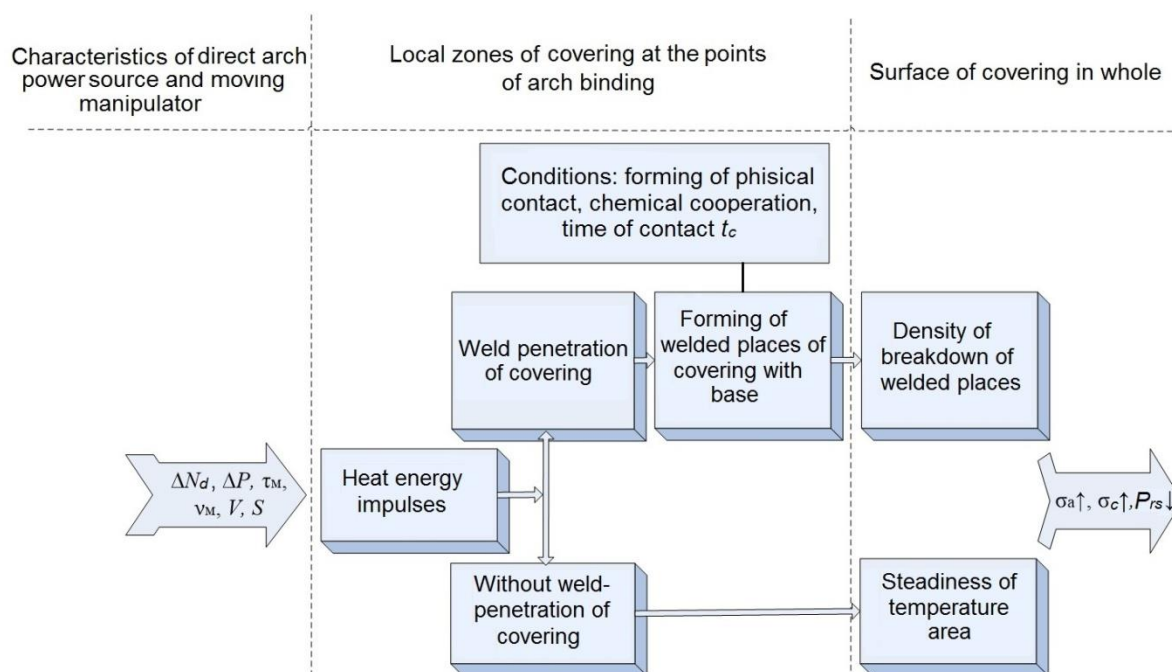 Characteristics of direct arch
power source and moving
manipulator
Local zones of covering at the points
of arch binding
Surface of covering in whole
Conditions: forming of phisical
contact, chemical cooperation,
time of contact tc
Weld penetration
of covering
Forming of
welded places of
covering with
base
Density of
breakdown of
welded places
ΔNd, ΔP, τM,
νM, V, S
Heat energy
impulses
σa↑, σc↑,Prs↓
Without weld-
penetration of
covering
Steadiness of
temperature
area